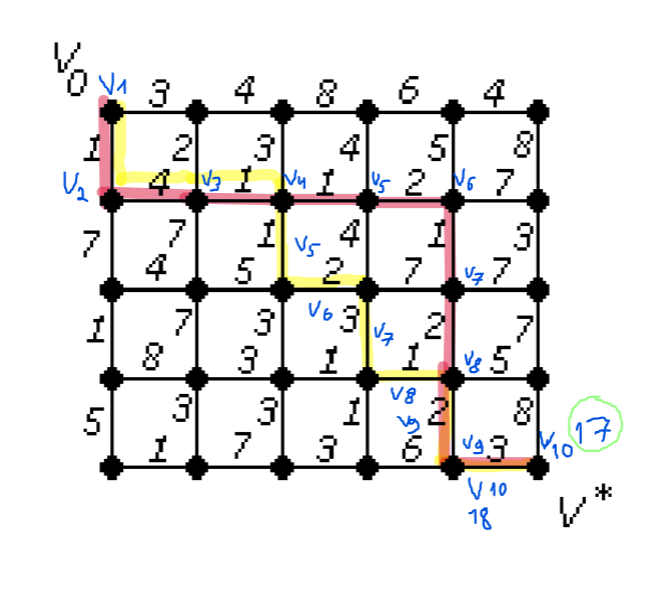 V0
V1
3 4 8 6 4
1 2 3 4 5 8
V2 4 V3 1 V4 1 V5 2 V6 7
7 7 1 V5 4 1 3
4 5 2 7 V7 7
1 7 3 V6 3 V7 2 7
8 3 1 1 V8 5
5 3 3 1 V8 V9 2 8
1 7 3 6 V9 3 V10 17
V10
18
V*